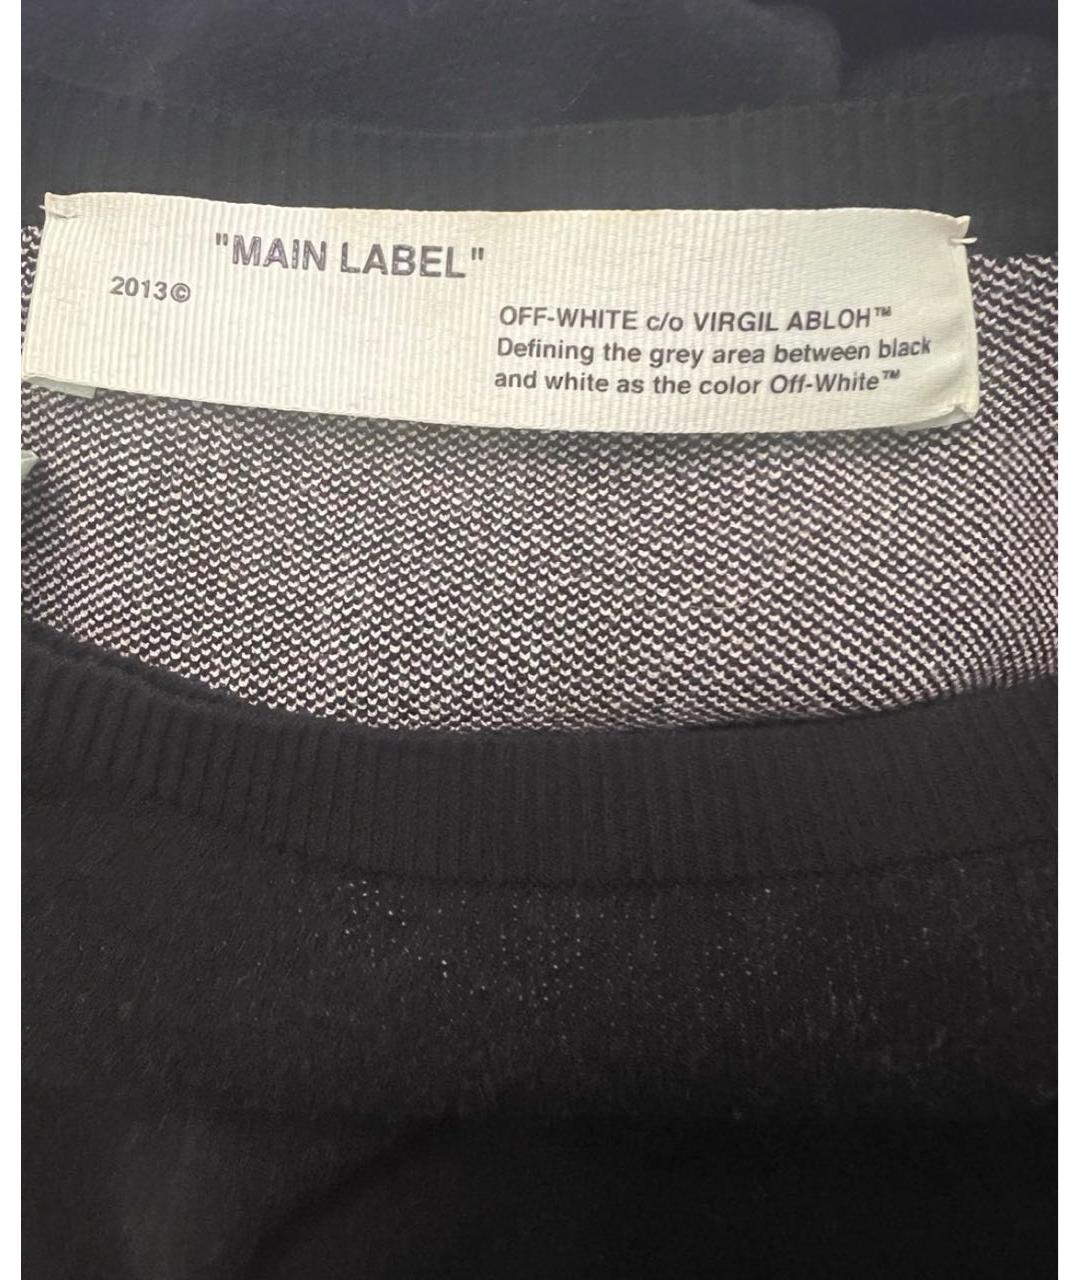 "MAIN LABEL"
2013©
OFF-WHITE c/o VIRGIL ABLOH™
Defining the grey area between black
and white as the color Off-White™